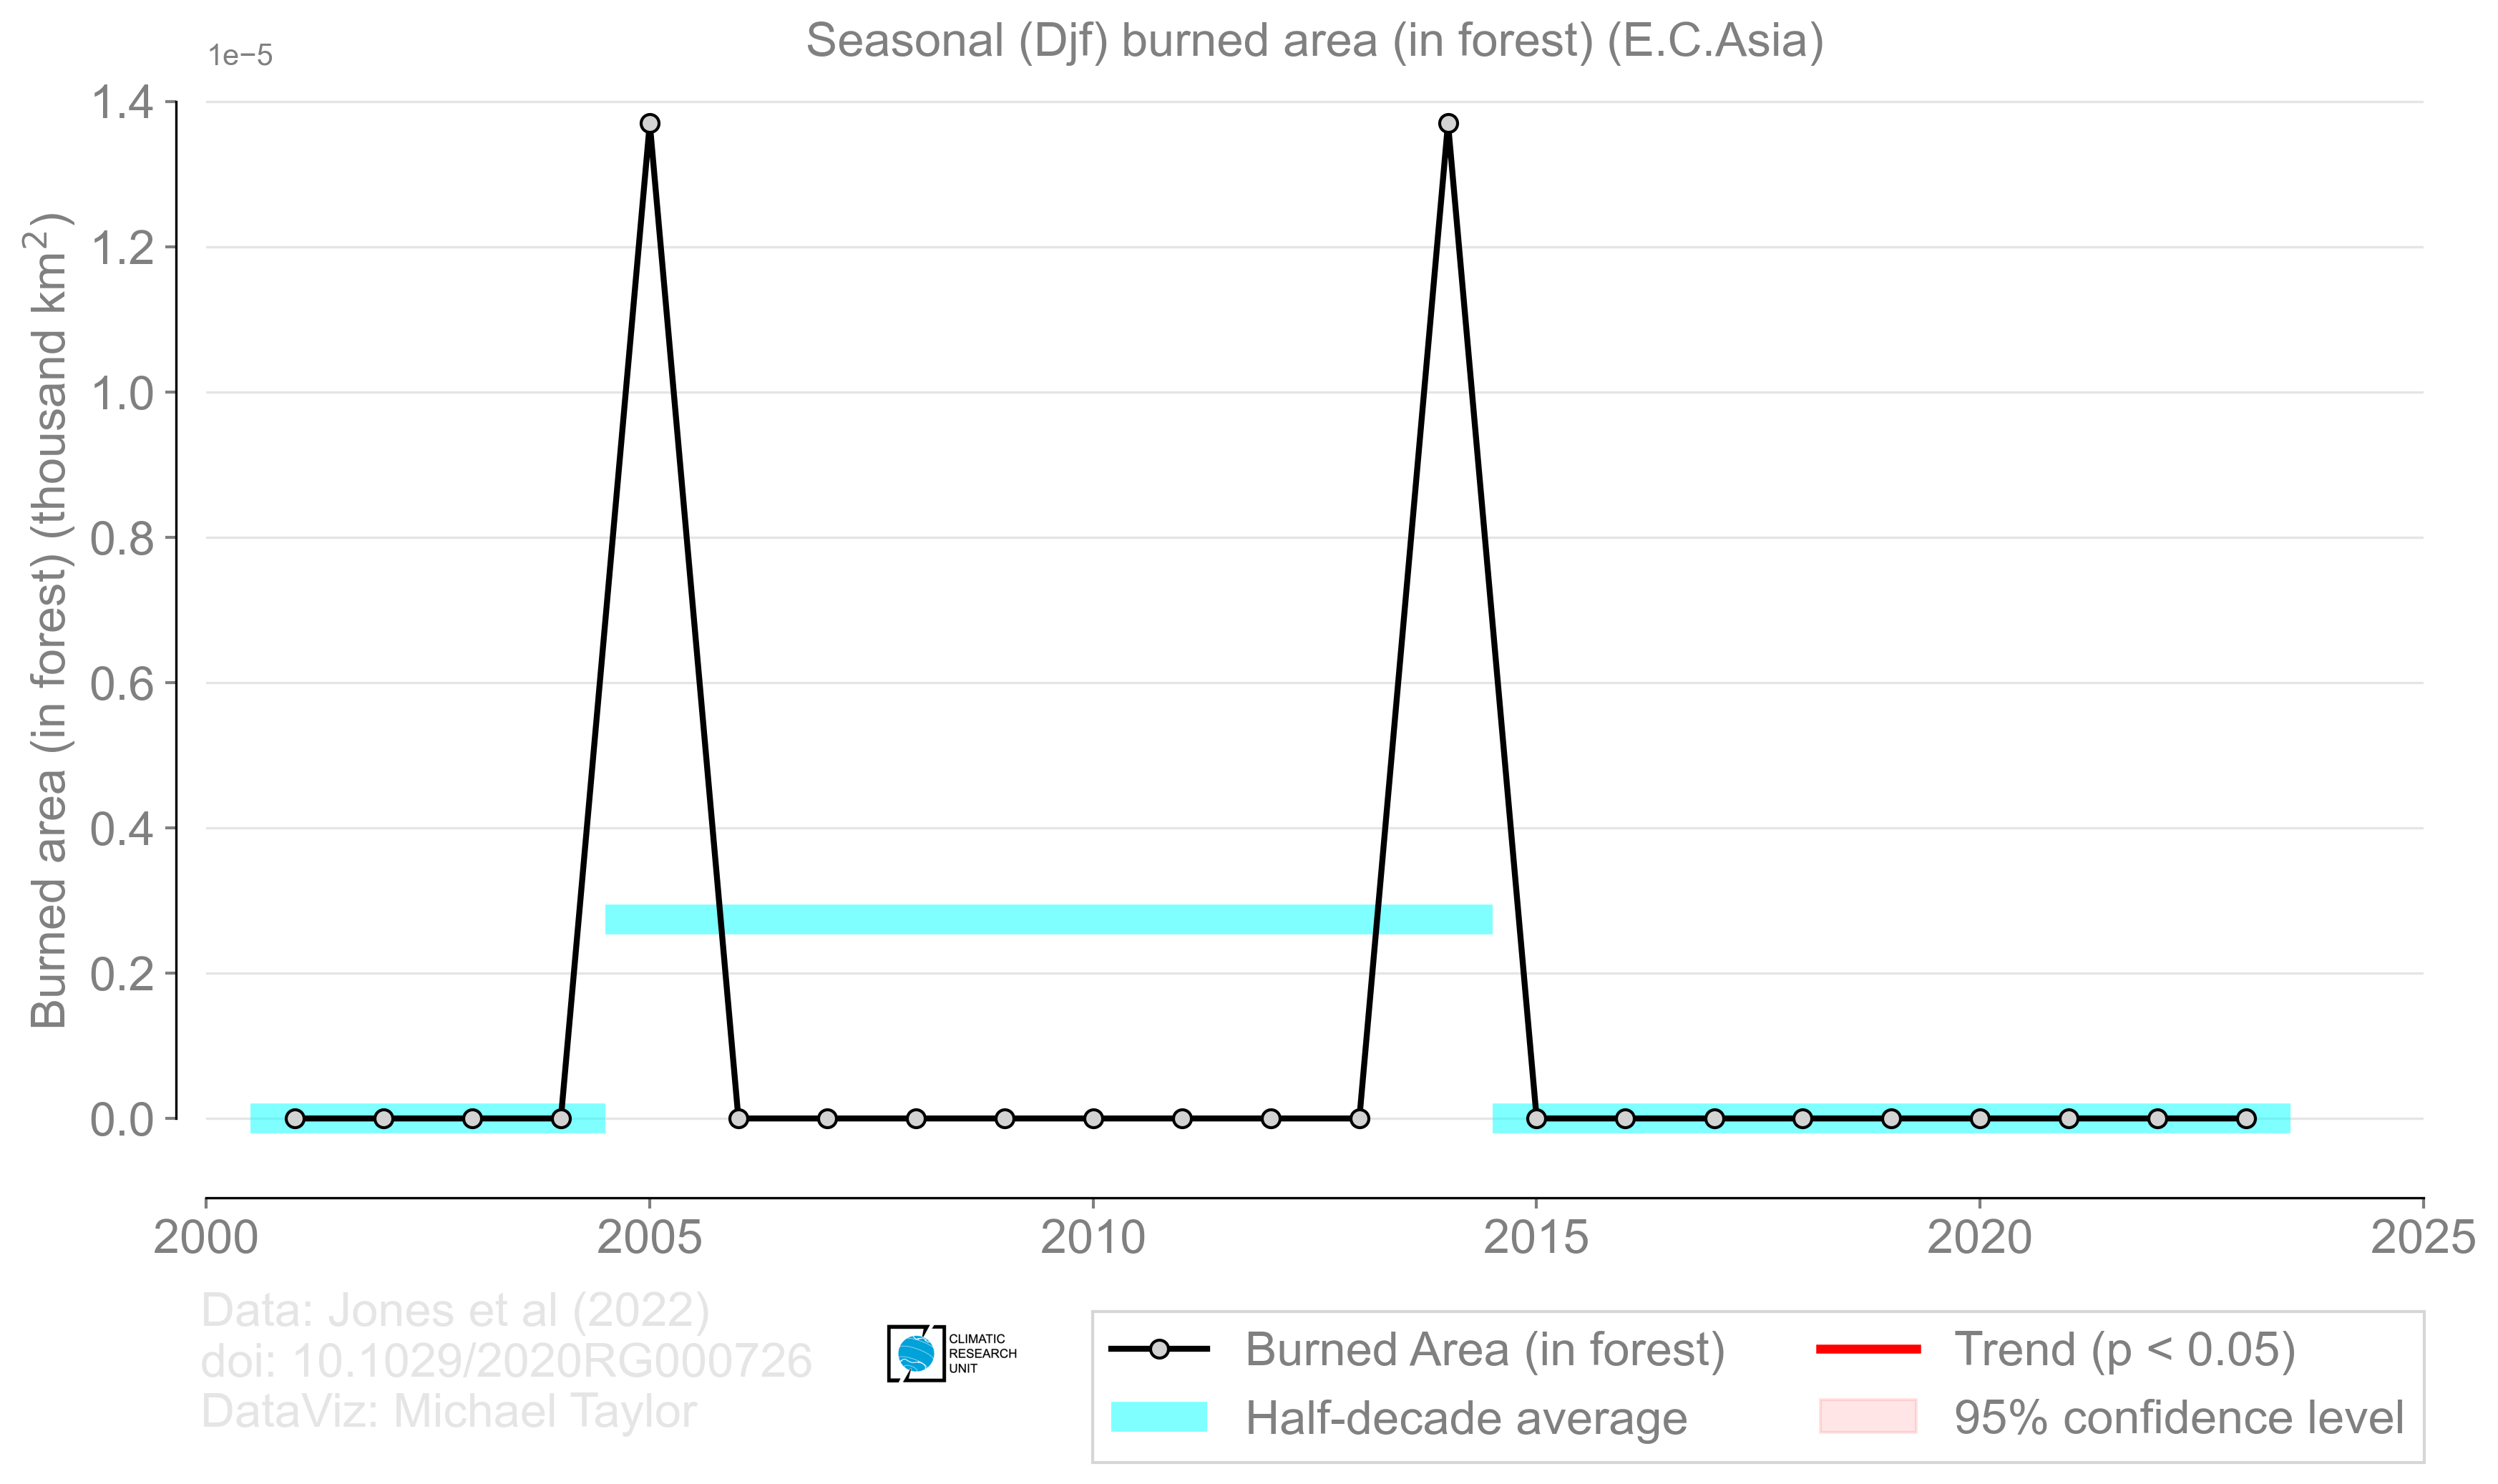 Seasonal (Djf) burned area (in forest) (E.C.Asia)
1e−5
1.4
1.2
1.0
0.8
0.6
0.4
0.2
0.0
Burned area (in forest) (thousand km²)
2000 2005 2010 2015 2020 2025
Data: Jones et al (2022)
doi: 10.1029/2020RG000726
DataViz: Michael Taylor
CLIMATIC
RESEARCH
UNIT
Burned Area (in forest)
Half-decade average
Trend (p < 0.05)
95% confidence level